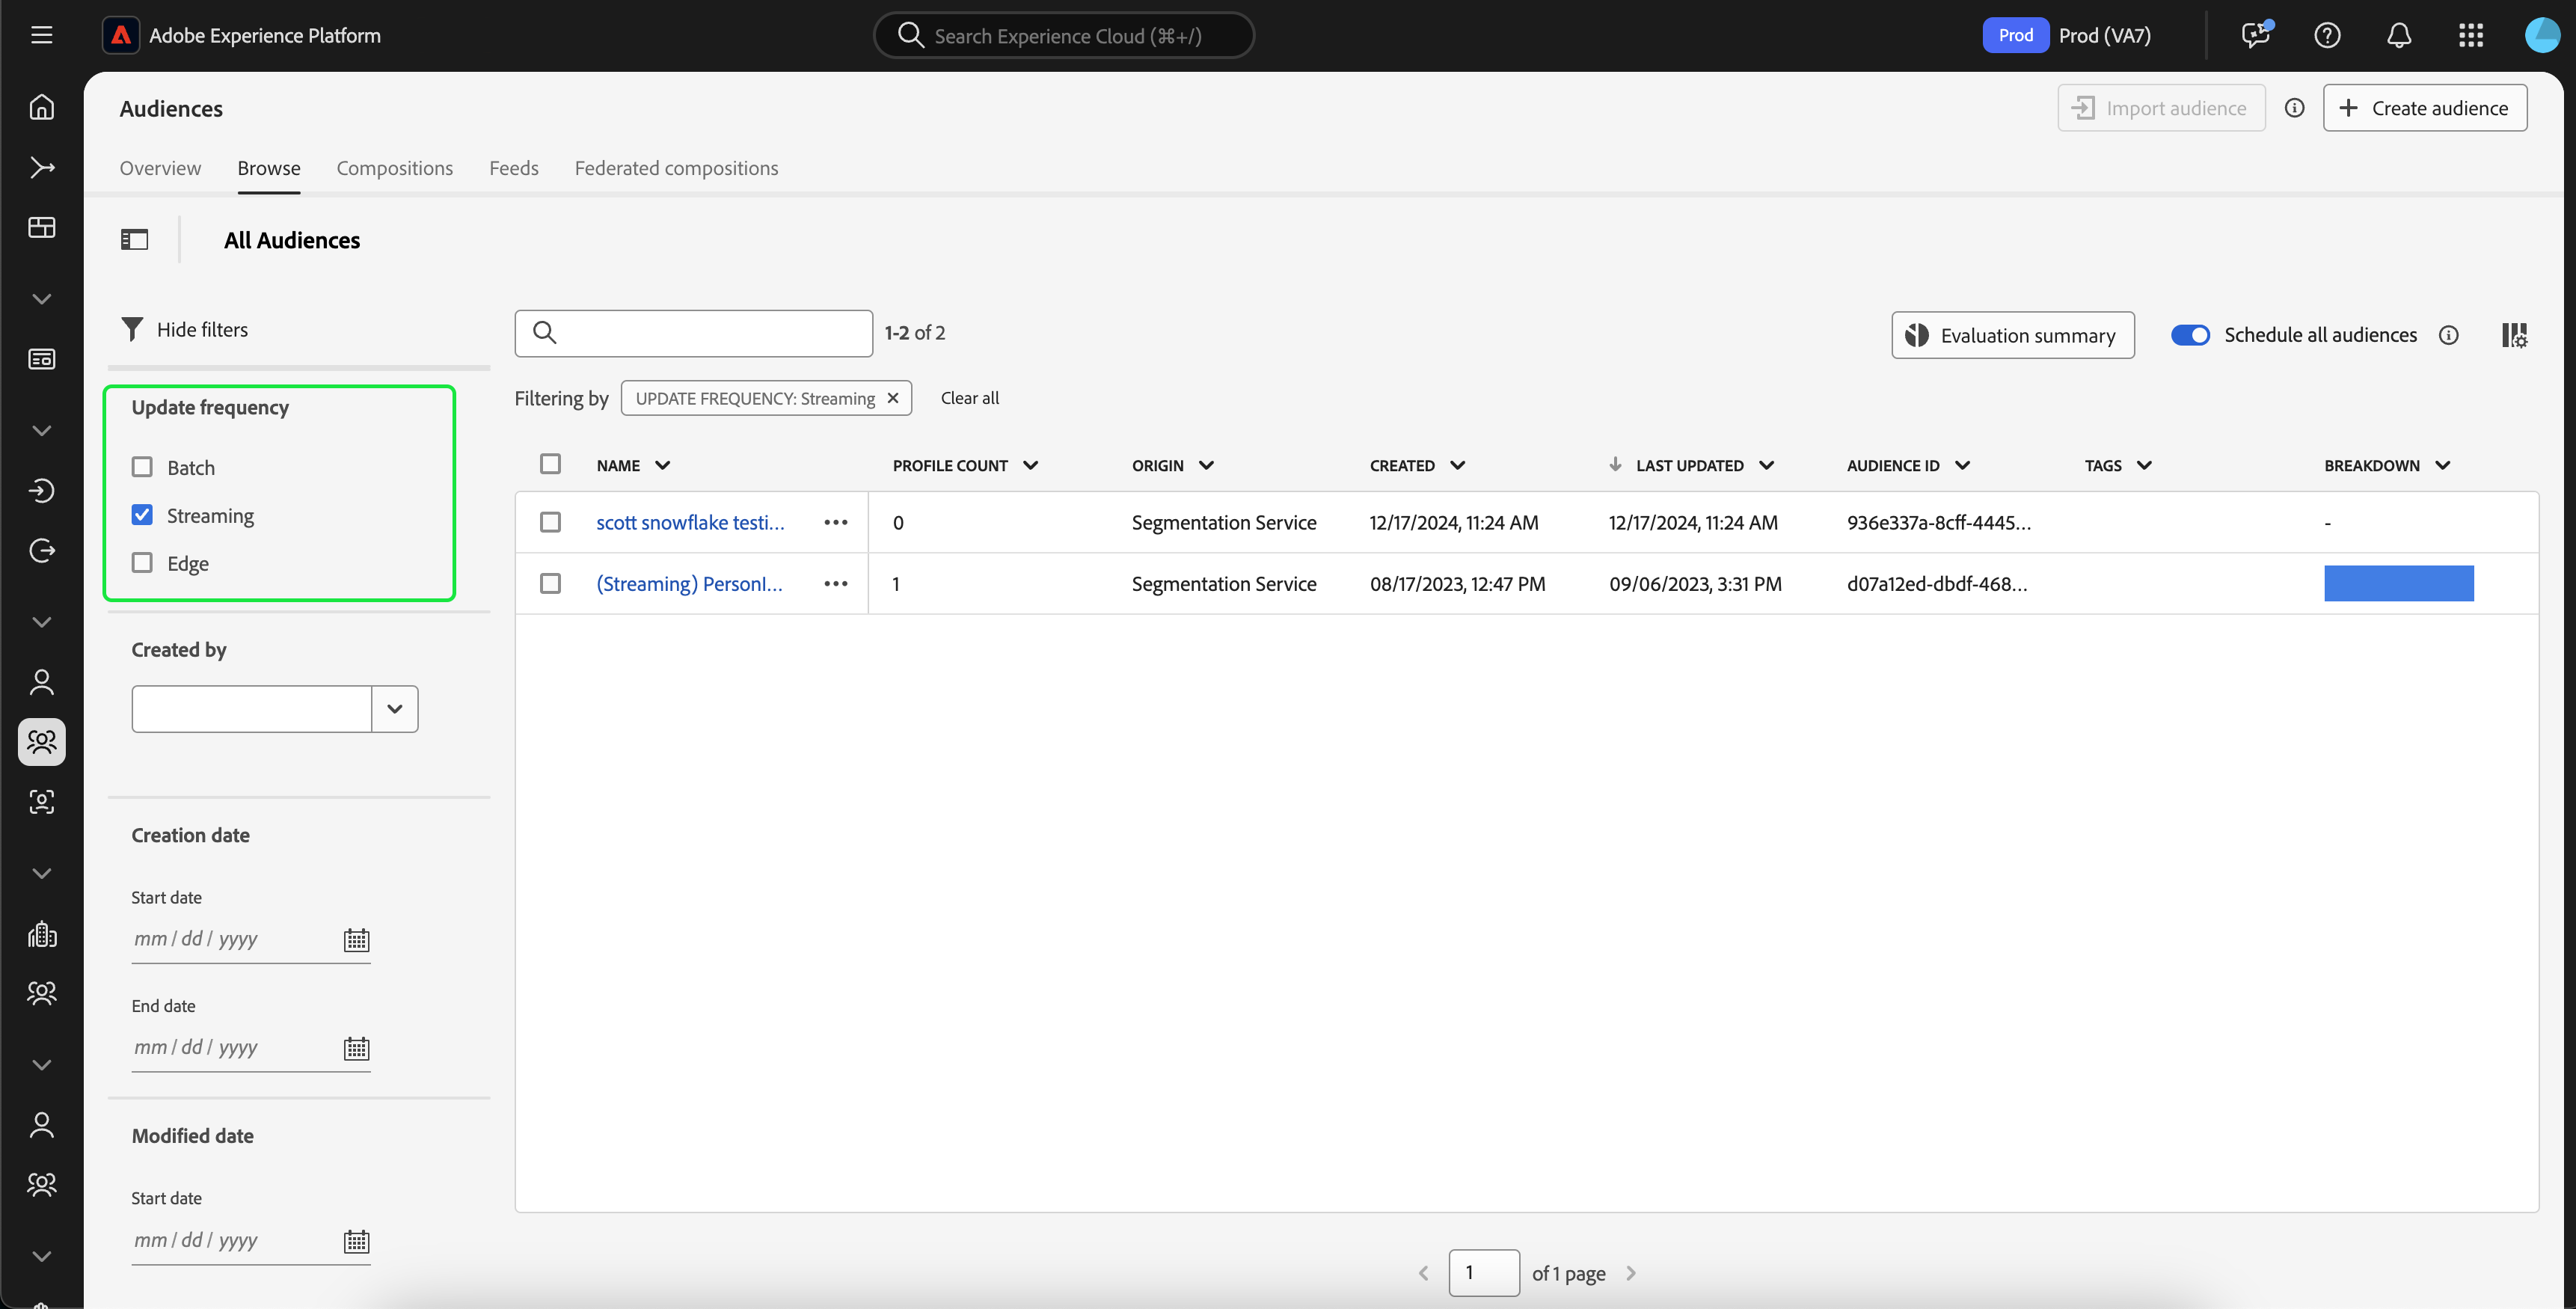 Adobe Experience Platform
Search Experience Cloud (⌘+/)
Prod Prod (VA7)
Audiences
Import audience
Create audience
Overview Browse Compositions Feeds Federated compositions
All Audiences
Hide filters
1-2 of 2
Evaluation summary
Schedule all audiences
Filtering by UPDATE FREQUENCY: Streaming Clear all
Update frequency
Batch
Streaming
Edge
Created by
Creation date
Start date
mm / dd / yyyy
End date
mm / dd / yyyy
Modified date
Start date
mm / dd / yyyy
NAME PROFILE COUNT ORIGIN CREATED LAST UPDATED AUDIENCE ID TAGS BREAKDOWN
scott snowflake testi... 0 Segmentation Service 12/17/2024, 11:24 AM 12/17/2024, 11:24 AM 936e337a-8cff-4445... -
(Streaming) PersonI... 1 Segmentation Service 08/17/2023, 12:47 PM 09/06/2023, 3:31 PM d07a12ed-dbdf-468...
1 of 1 page